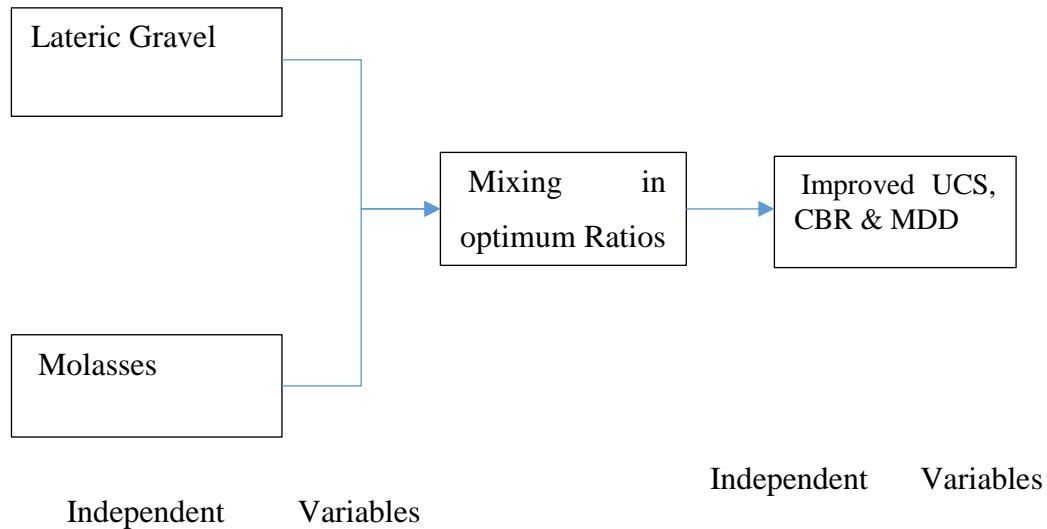 Lateric Gravel
Mixing in
optimum Ratios
Improved UCS,
CBR & MDD
Molasses
Independent Variables
Independent Variables